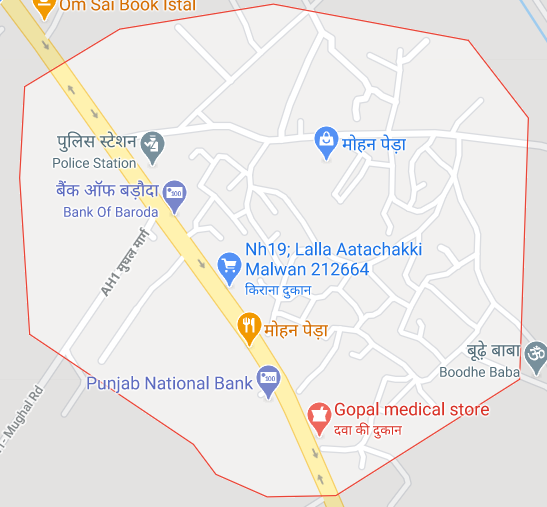 Om Sai Book Istal
पुलिस स्टेशन
Police Station
मोहन पेड़ा
बैंक ऑफ बड़ौदा
Bank Of Baroda
AH1 मुघल मार्ग
Nh19; Lalla Aatachakki
Malwan 212664
किराना दुकान
मोहन पेड़ा
बूढ़े बाबा
Boodhe Baba
Punjab National Bank
Gopal medical store
दवा की दुकान
- Mughal Rd